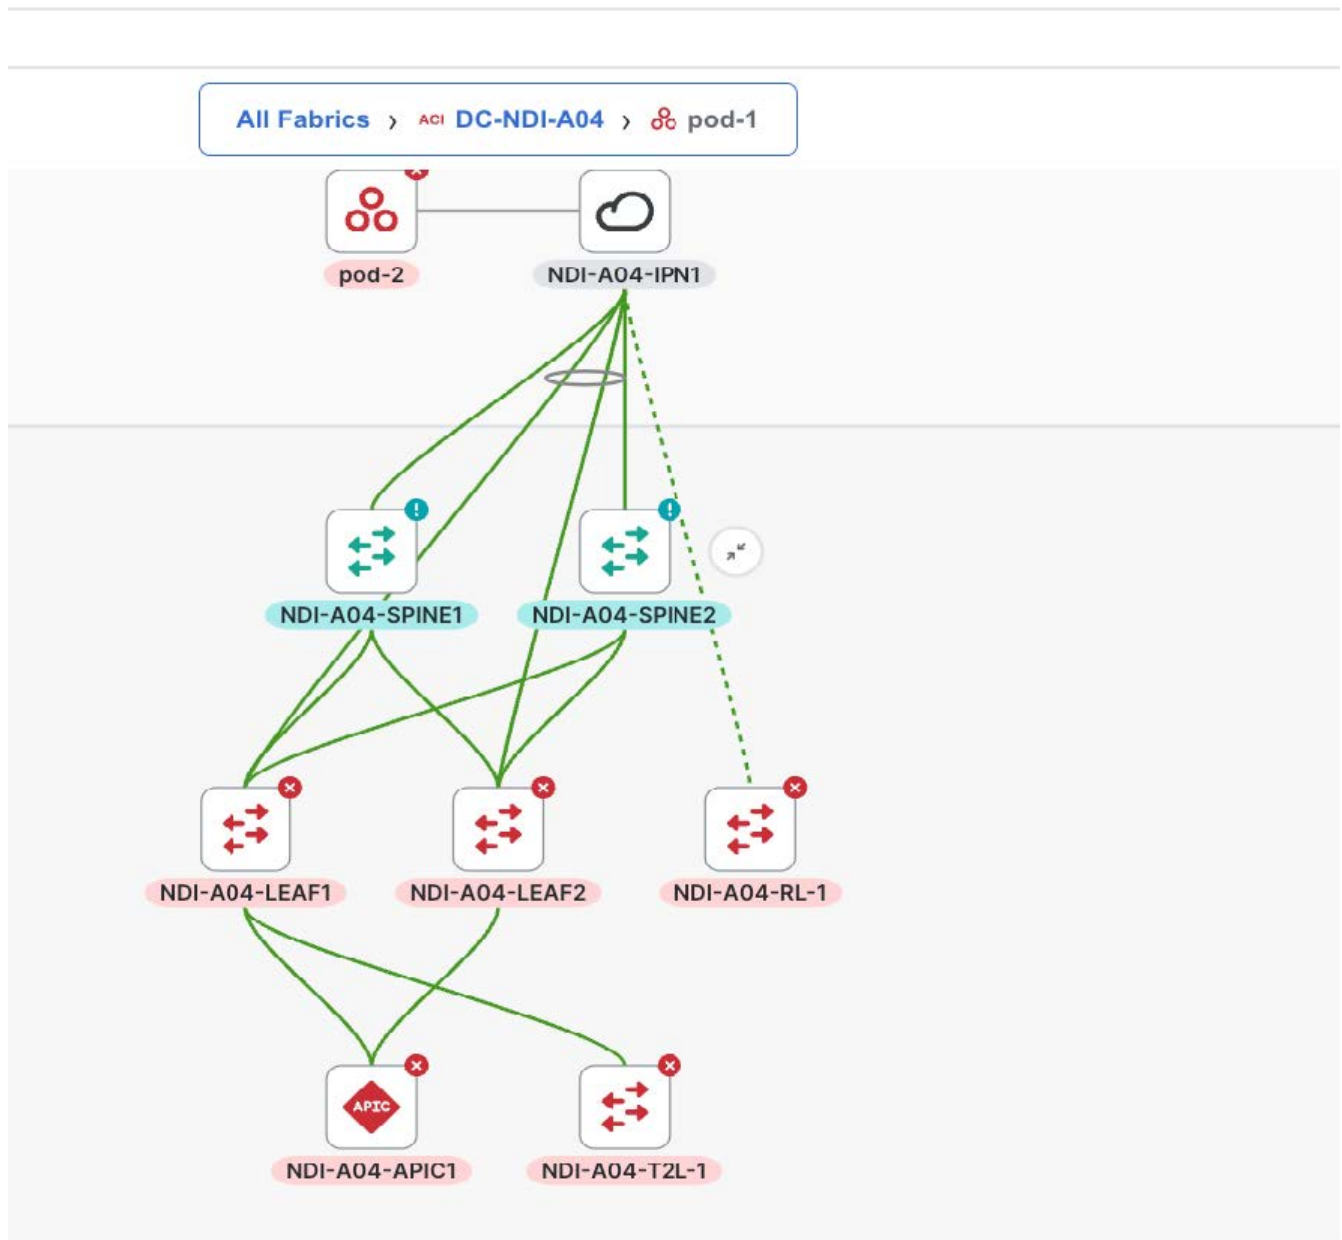 All Fabrics › ACI DC-NDI-A04 › pod-1
pod-2 NDI-A04-IPN1
NDI-A04-SPINE1 NDI-A04-SPINE2
NDI-A04-LEAF1 NDI-A04-LEAF2 NDI-A04-RL-1
APIC
NDI-A04-APIC1 NDI-A04-T2L-1